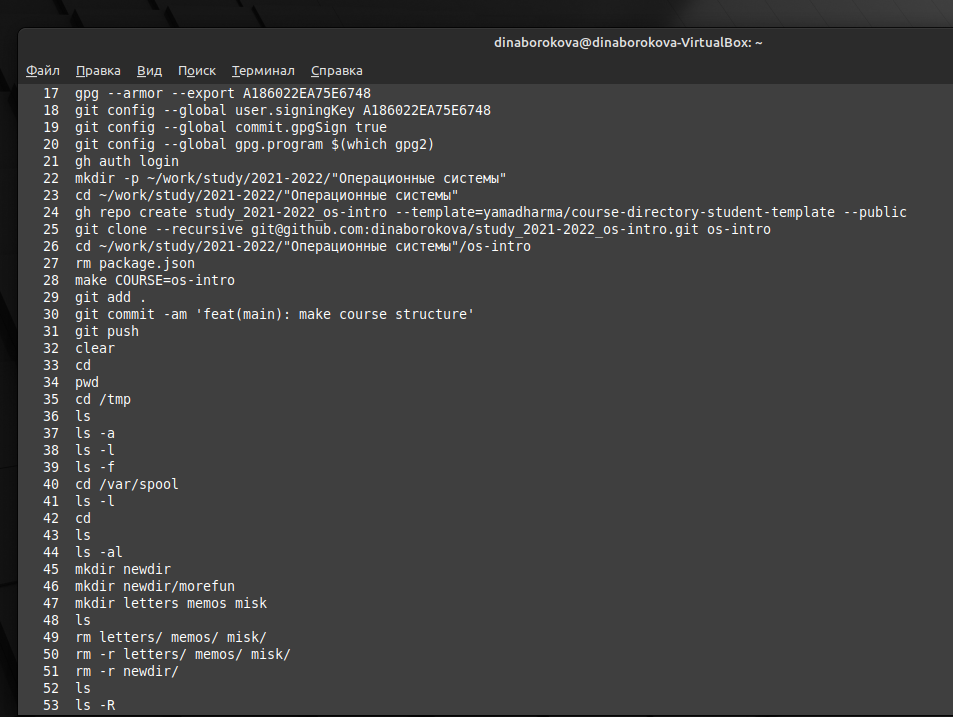 dinaborokova@dinaborokova-VirtualBox: ~
Файл Правка Вид Поиск Терминал Справка
17 gpg --armor --export A186022EA75E6748
18 git config --global user.signingKey A186022EA75E6748
19 git config --global commit.gpgSign true
20 git config --global gpg.program $(which gpg2)
21 gh auth login
22 mkdir -p ~/work/study/2021-2022/"Операционные системы"
23 cd ~/work/study/2021-2022/"Операционные системы"
24 gh repo create study_2021-2022_os-intro --template=yamadharma/course-directory-student-template --public
25 git clone --recursive git@github.com:dinaborokova/study_2021-2022_os-intro.git os-intro
26 cd ~/work/study/2021-2022/"Операционные системы"/os-intro
27 rm package.json
28 make COURSE=os-intro
29 git add .
30 git commit -am 'feat(main): make course structure'
31 git push
32 clear
33 cd
34 pwd
35 cd /tmp
36 ls
37 ls -a
38 ls -l
39 ls -f
40 cd /var/spool
41 ls -l
42 cd
43 ls
44 ls -al
45 mkdir newdir
46 mkdir newdir/morefun
47 mkdir letters memos misk
48 ls
49 rm letters/ memos/ misk/
50 rm -r letters/ memos/ misk/
51 rm -r newdir/
52 ls
53 ls -R